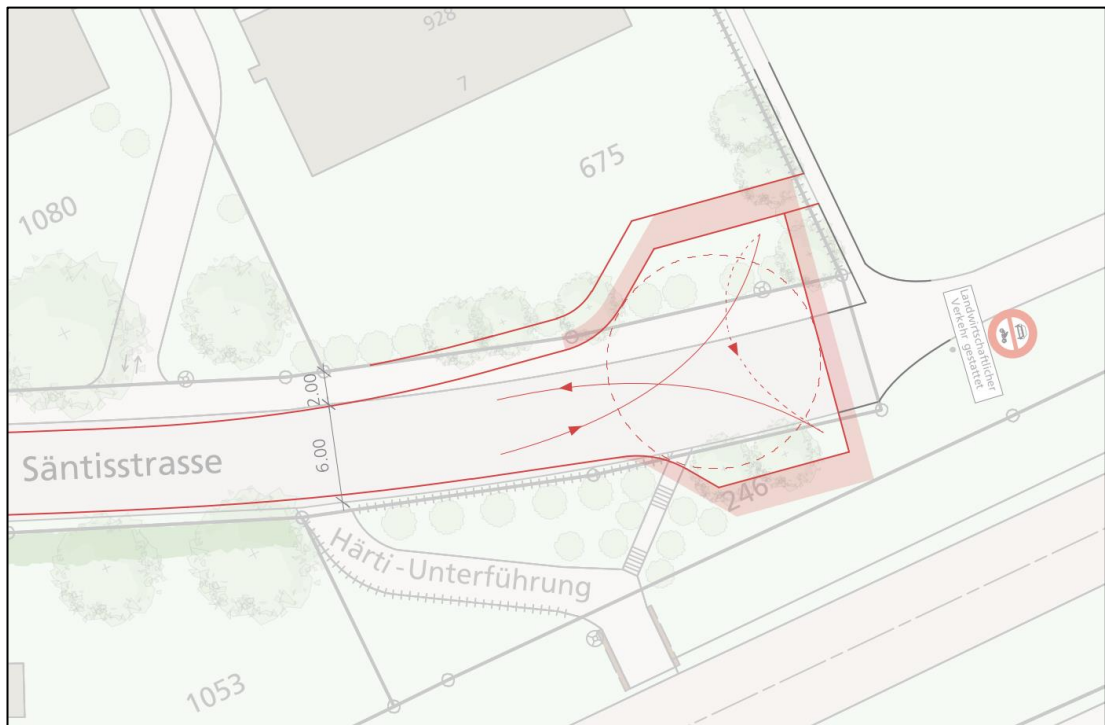 928
7
675
1080
Landwirtschaftlicher
Verkehr gestattet
2.00
6.00
Säntisstrasse
246
Härti-Unterführung
1053